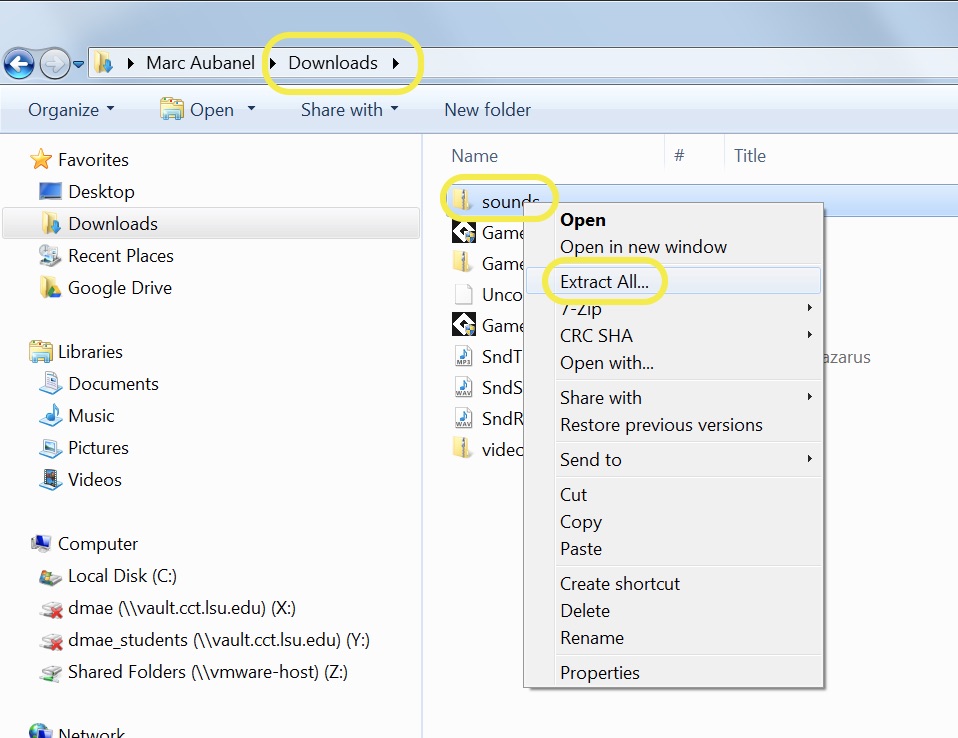 Marc Aubanel Downloads
Organize Open Share with New folder
Favorites
Desktop
Downloads
Recent Places
Google Drive
Libraries
Documents
Music
Pictures
Videos
Computer
Local Disk (C:)
dmae (\\vault.cct.lsu.edu) (X:)
dmae_students (\\vault.cct.lsu.edu) (Y:)
Shared Folders (\\vmware-host) (Z:)
Network
Name # Title
sounds
Game
Game
Unco
Game
SndT
azarus
SndS
SndR
video
MP3
WAV
WAV
Open
Open in new window
Extract All...
7-Zip
CRC SHA
Open with...
Share with
Restore previous versions
Send to
Cut
Copy
Paste
Create shortcut
Delete
Rename
Properties